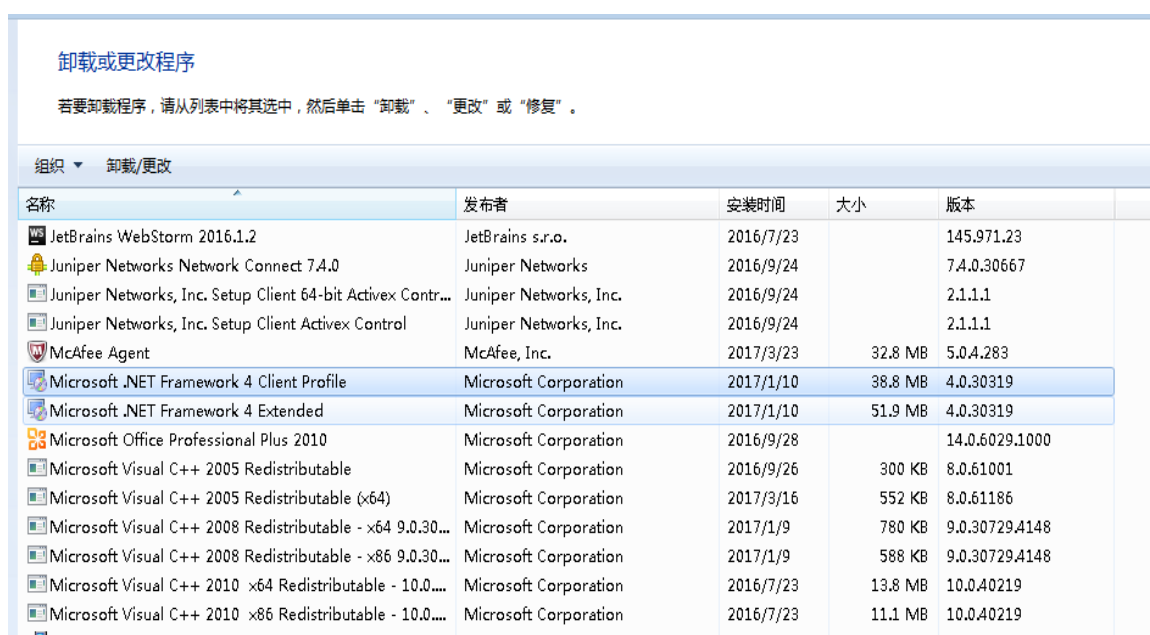 卸载或更改程序
若要卸载程序，请从列表中将其选中，然后单击“卸载”、“更改”或“修复”。
组织 卸载/更改
名称 发布者 安装时间 大小 版本
WS JetBrains WebStorm 2016.1.2 JetBrains s.r.o. 2016/7/23 145.971.23
Juniper Networks Network Connect 7.4.0 Juniper Networks 2016/9/24 7.4.0.30667
Juniper Networks, Inc. Setup Client 64-bit Activex Contr... Juniper Networks, Inc. 2016/9/24 2.1.1.1
Juniper Networks, Inc. Setup Client Activex Control Juniper Networks, Inc. 2016/9/24 2.1.1.1
McAfee Agent McAfee, Inc. 2017/3/23 32.8 MB 5.0.4.283
Microsoft .NET Framework 4 Client Profile Microsoft Corporation 2017/1/10 38.8 MB 4.0.30319
Microsoft .NET Framework 4 Extended Microsoft Corporation 2017/1/10 51.9 MB 4.0.30319
Microsoft Office Professional Plus 2010 Microsoft Corporation 2016/9/28 14.0.6029.1000
Microsoft Visual C++ 2005 Redistributable Microsoft Corporation 2016/9/26 300 KB 8.0.61001
Microsoft Visual C++ 2005 Redistributable (x64) Microsoft Corporation 2017/3/16 552 KB 8.0.61186
Microsoft Visual C++ 2008 Redistributable - x64 9.0.30... Microsoft Corporation 2017/1/9 780 KB 9.0.30729.4148
Microsoft Visual C++ 2008 Redistributable - x86 9.0.30... Microsoft Corporation 2017/1/9 588 KB 9.0.30729.4148
Microsoft Visual C++ 2010 x64 Redistributable - 10.0.... Microsoft Corporation 2016/7/23 13.8 MB 10.0.40219
Microsoft Visual C++ 2010 x86 Redistributable - 10.0.... Microsoft Corporation 2016/7/23 11.1 MB 10.0.40219